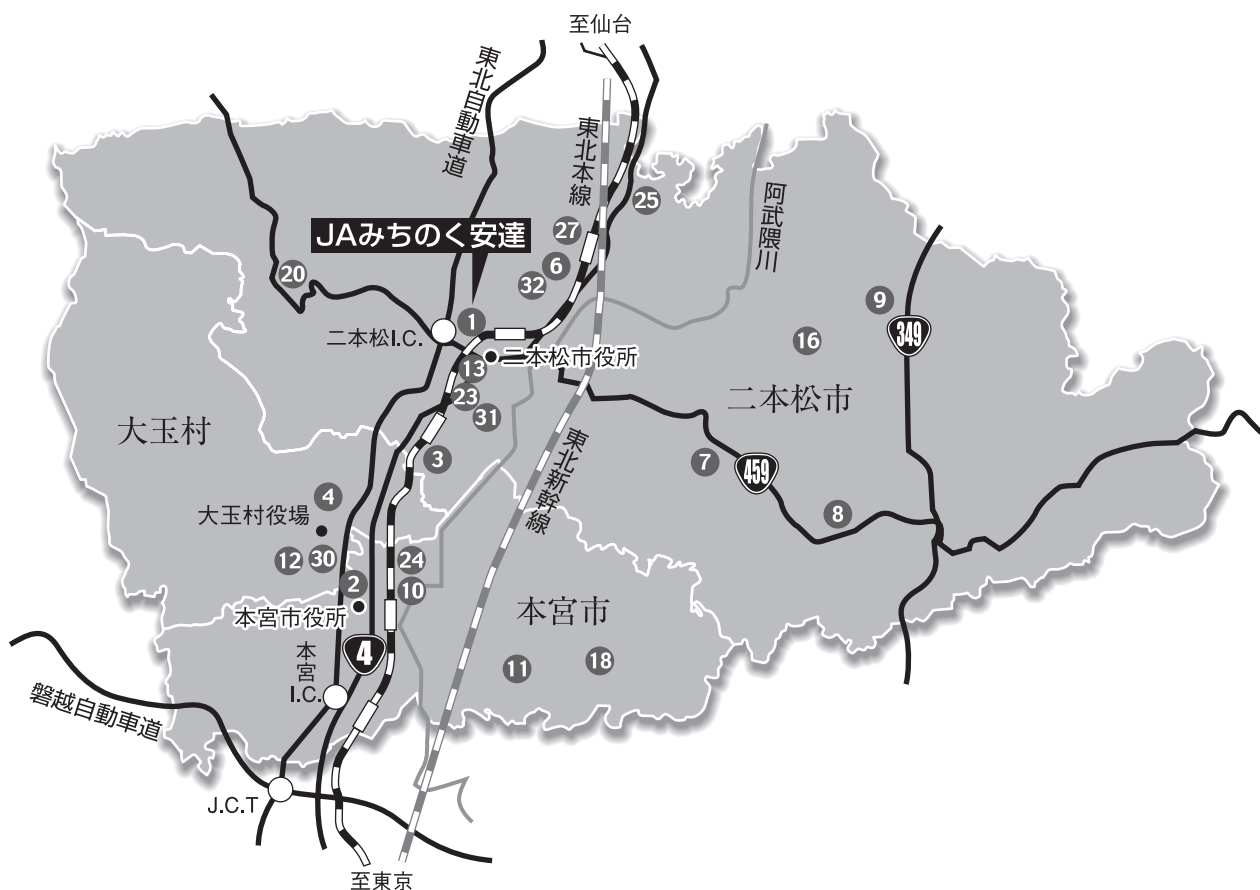 至仙台
東北自動車道
東北本線
阿武隈川
25
27
JAみちのく安達
6
20
32
9
1
349
二本松I.C.
16
二本松市役所
13
二本松市
23
大玉村
31
東北新幹線
3
7
459
4
8
大玉村役場
12
30
24
2
10
本宮市役所
本宮市
4
本宮I.C.
11
18
磐越自動車道
J.C.T
至東京